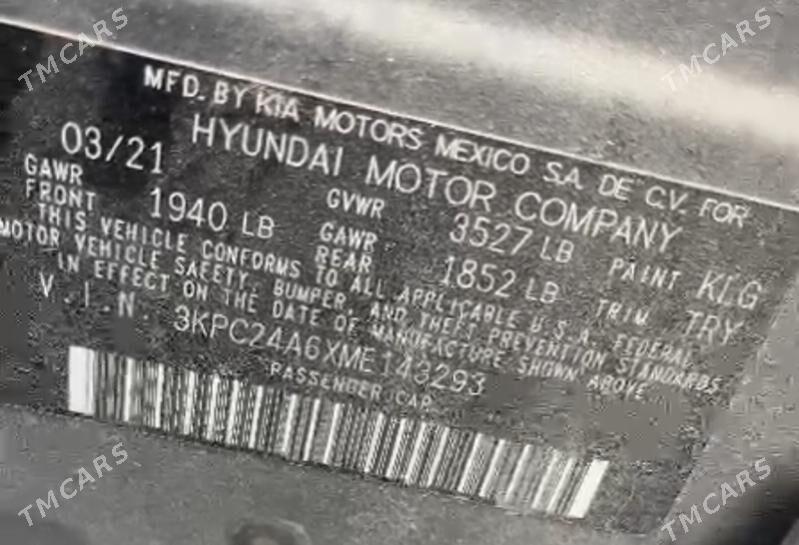 TMCARS
TMCARS
MFD. BY KIA MOTORS MEXICO S.A. DE C.V. FOR
HYUNDAI MOTOR COMPANY
03/21 GVWR 3527 LB PAINT KLG
GAWR FRONT 1940 LB GAWR REAR 1852 LB TRIM TRY
THIS VEHICLE CONFORMS TO ALL APPLICABLE U.S.A. FEDERAL
MOTOR VEHICLE SAFETY, BUMPER, AND THEFT PREVENTION STANDARDS
IN EFFECT ON THE DATE OF MANUFACTURE SHOWN ABOVE
V.I.N. 3KPC24A6XME143293
PASSENGER CAR
TMCARS
TMCARS